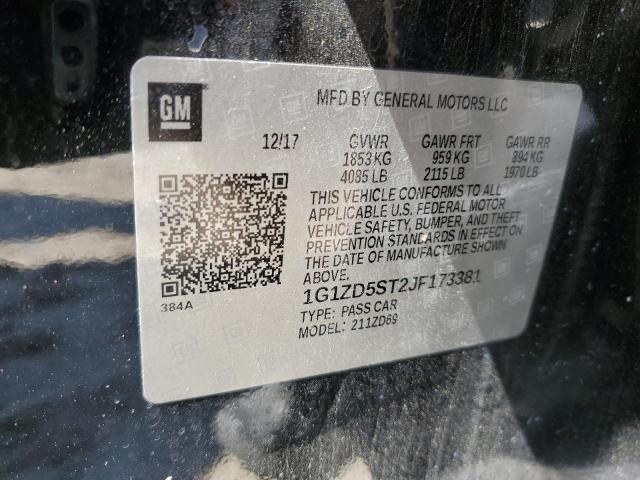 GM
MFD BY GENERAL MOTORS LLC
12/17 GVWR GAWR FRT GAWR RR
1853 KG 959 KG 894 KG
4085 LB 2115 LB 1970 LB
THIS VEHICLE CONFORMS TO ALL
APPLICABLE U.S. FEDERAL MOTOR
VEHICLE SAFETY, BUMPER, AND THEFT
PREVENTION STANDARDS IN EFFECT ON
THE DATE OF MANUFACTURE SHOWN
ABOVE.
384A
1G1ZD5ST2JF173381
TYPE: PASS CAR
MODEL: 211ZD69